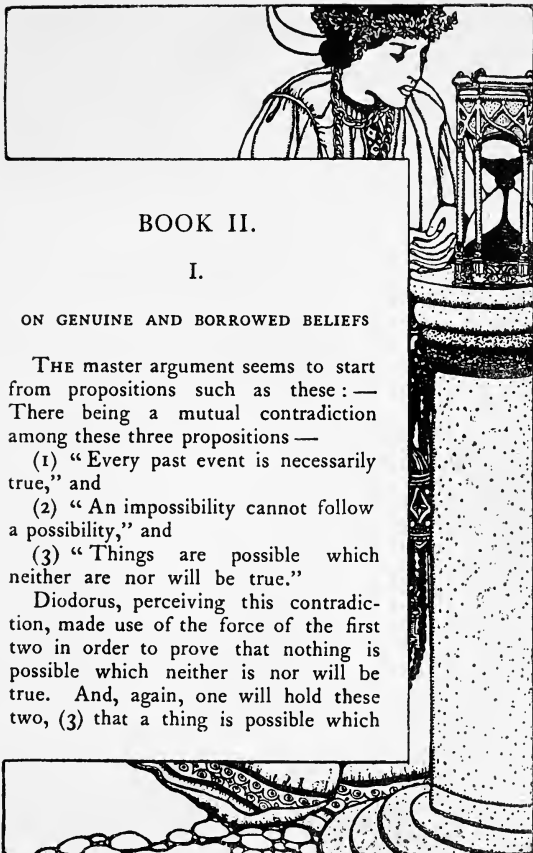 BOOK II.
I.
ON GENUINE AND BORROWED BELIEFS
THE master argument seems to start
from propositions such as these : —
There being a mutual contradiction
among these three propositions —
(1) “ Every past event is necessarily
true,” and
(2) “ An impossibility cannot follow
a possibility,” and
(3) “ Things are possible which
neither are nor will be true.”
Diodorus, perceiving this contradic-
tion, made use of the force of the first
two in order to prove that nothing is
possible which neither is nor will be
true. And, again, one will hold these
two, (3) that a thing is possible which